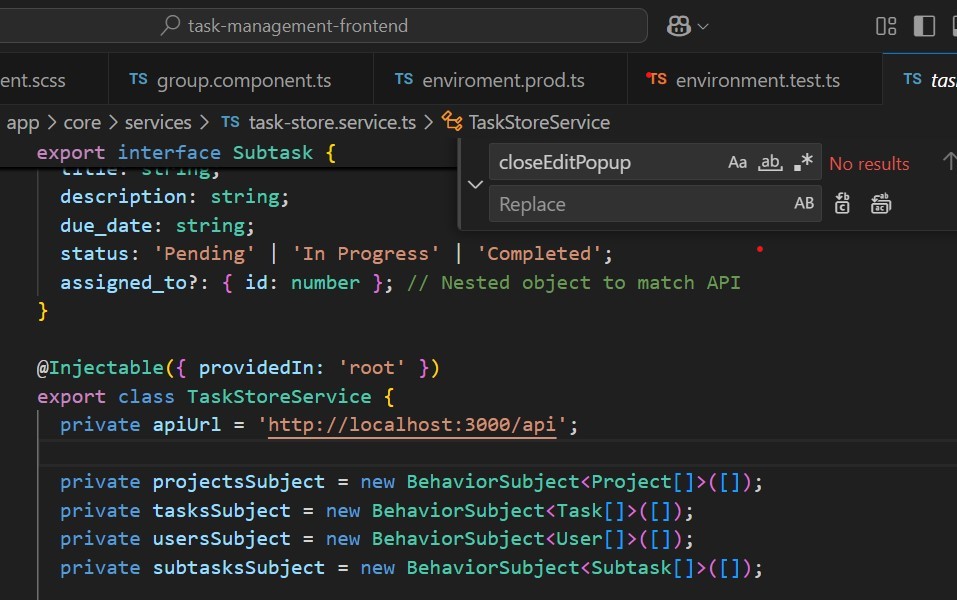 task-management-frontend
ent.scss
TS group.component.ts
TS enviroment.prod.ts
TS environment.test.ts
TS tas
app > core > services > TS task-store.service.ts > TaskStoreService
closeEditPopup Aa ab .* No results
Replace AB
export interface Subtask {
title: string;
description: string;
due_date: string;
status: 'Pending' | 'In Progress' | 'Completed';
assigned_to?: { id: number }; // Nested object to match API
}
@Injectable({ providedIn: 'root' })
export class TaskStoreService {
private apiUrl = 'http://localhost:3000/api';
private projectsSubject = new BehaviorSubject<Project[]>([]);
private tasksSubject = new BehaviorSubject<Task[]>([]);
private usersSubject = new BehaviorSubject<User[]>([]);
private subtasksSubject = new BehaviorSubject<Subtask[]>([]);